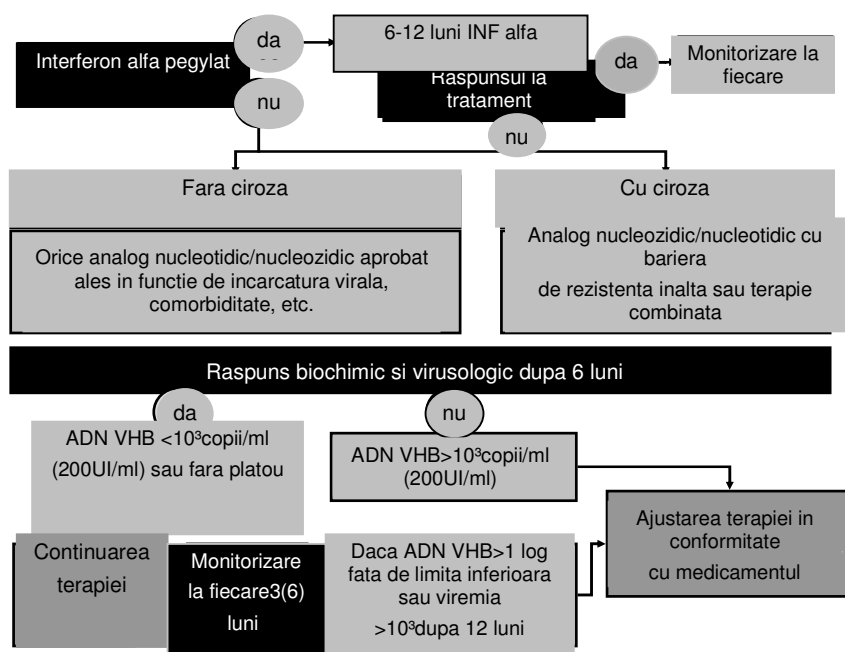 da
6-12 luni INF alfa
Interferon alfa pegylat
da
Monitorizare la
fiecare
Raspunsul la
tratament
nu
nu
Fara ciroza
Cu ciroza
Orice analog nucleotidic/nucleozidic aprobat
ales in functie de incarcatura virala,
comorbiditate, etc.
Analog nucleozidic/nucleotidic cu
bariera
de rezistenta inalta sau terapie
combinata
Raspuns biochimic si virusologic dupa 6 luni
da
nu
ADN VHB <10³copii/ml
(200UI/ml) sau fara platou
ADN VHB>10³copii/ml
(200UI/ml)
Ajustarea terapiei in
conformitate
cu medicamentul
Continuarea
terapiei
Monitorizare
la fiecare3(6)
luni
Daca ADN VHB>1 log
fata de limita inferioara
sau viremia
>10³dupa 12 luni